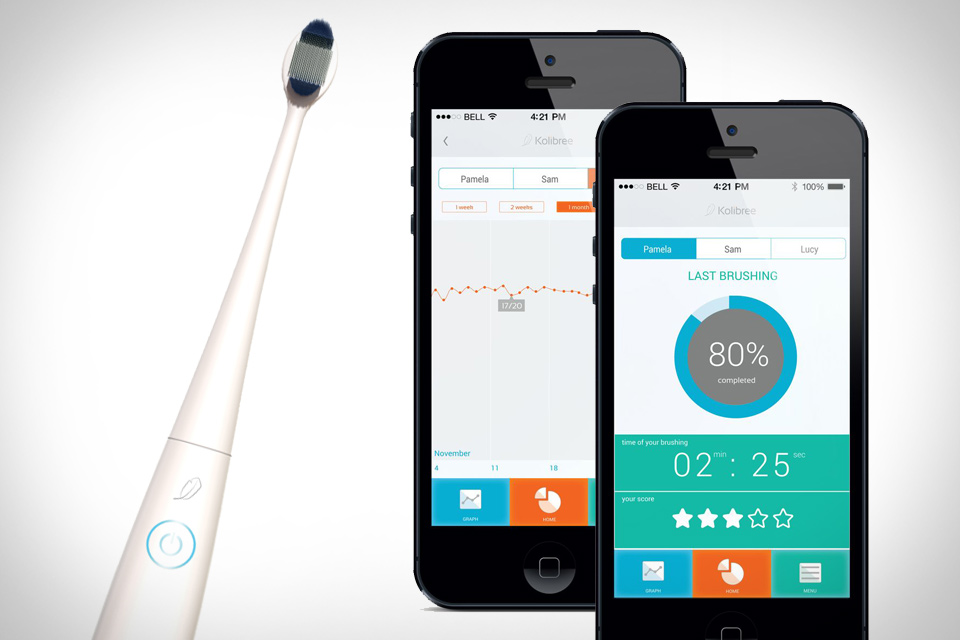 BELL 4:21 PM
Kolibree
Pamela Sam
1 week 2 weeks 1 month
17/20
November
4 11 18
GRAPH HOME
BELL 4:21 PM 100%
Kolibree
Pamela Sam Lucy
LAST BRUSHING
80%
completed
time of your brushing
02 min : 25 sec
your score
GRAPH HOME MENU